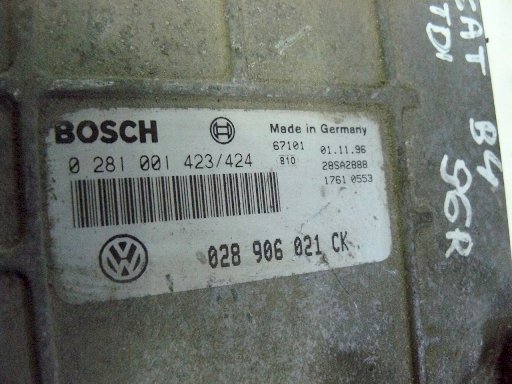 BOSCH
Made in Germany
0 281 001 423/424
67101 01.11.96
810 28SA2888
1761 0553
028 906 021 CK
TDI
B4
96R